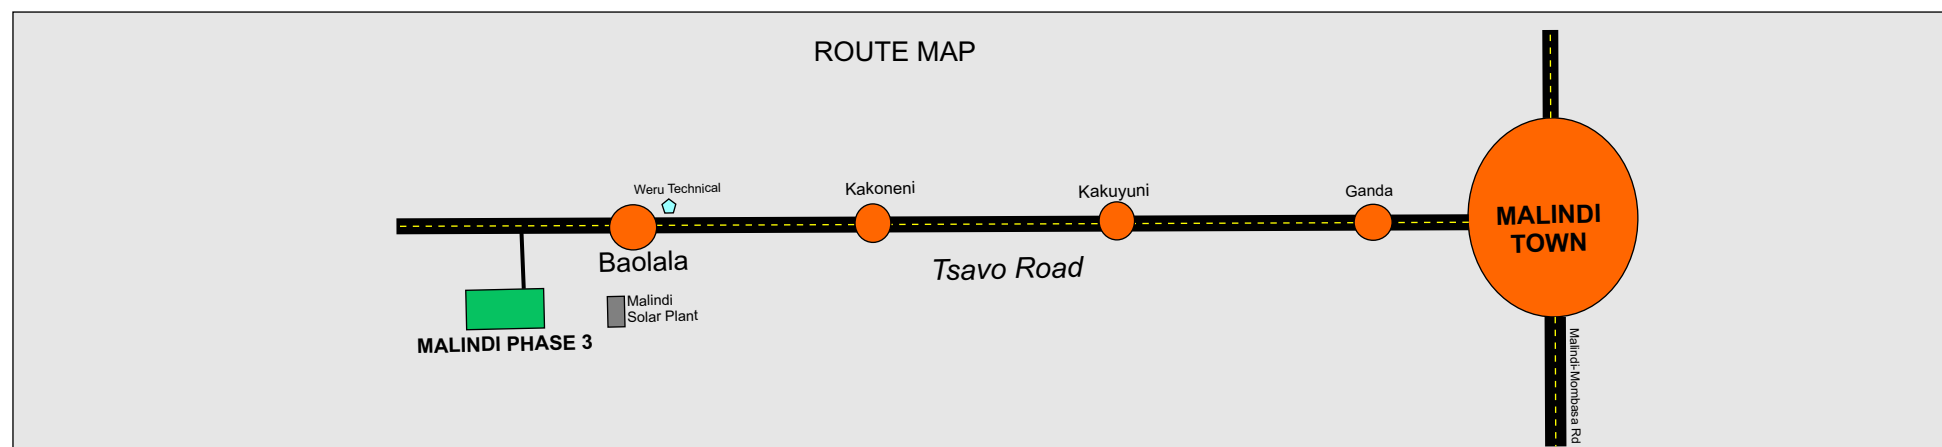 ROUTE MAP
Weru Technical
Kakoneni
Kakuyuni
Ganda
MALINDI
TOWN
Baolala
Tsavo Road
Malindi
Solar Plant
MALINDI PHASE 3
Malindi-Mombasa Rd